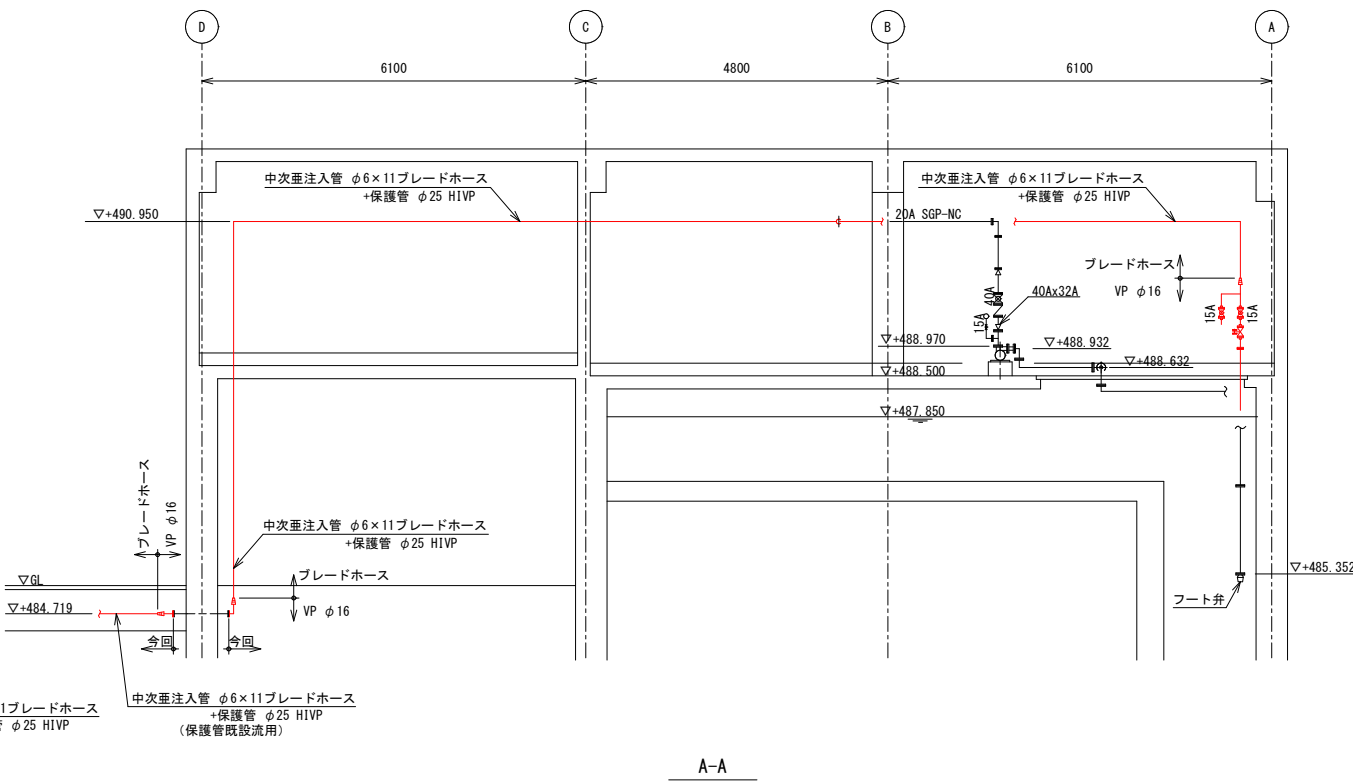 D
C
B
A
6100
4800
6100
中次亜注入管 φ6×11ブレードホース
+保護管 φ25 HIVP
中次亜注入管 φ6×11ブレードホース
+保護管 φ25 HIVP
▽+490.950
20A SGP-NC
ブレードホース
VP φ16
40A
40Ax32A
15A
15A
15A
▽+488.970
▽+488.932
▽+488.632
▽+488.500
▽+487.850
ブレードホース
VP φ16
中次亜注入管 φ6×11ブレードホース
+保護管 φ25 HIVP
ブレードホース
VP φ16
▽GL
▽+484.719
▽+485.352
フート弁
今回
今回
中次亜注入管 φ6×11ブレードホース
+保護管 φ25 HIVP
(保護管既設流用)
1ブレードホース
φ25 HIVP
A-A